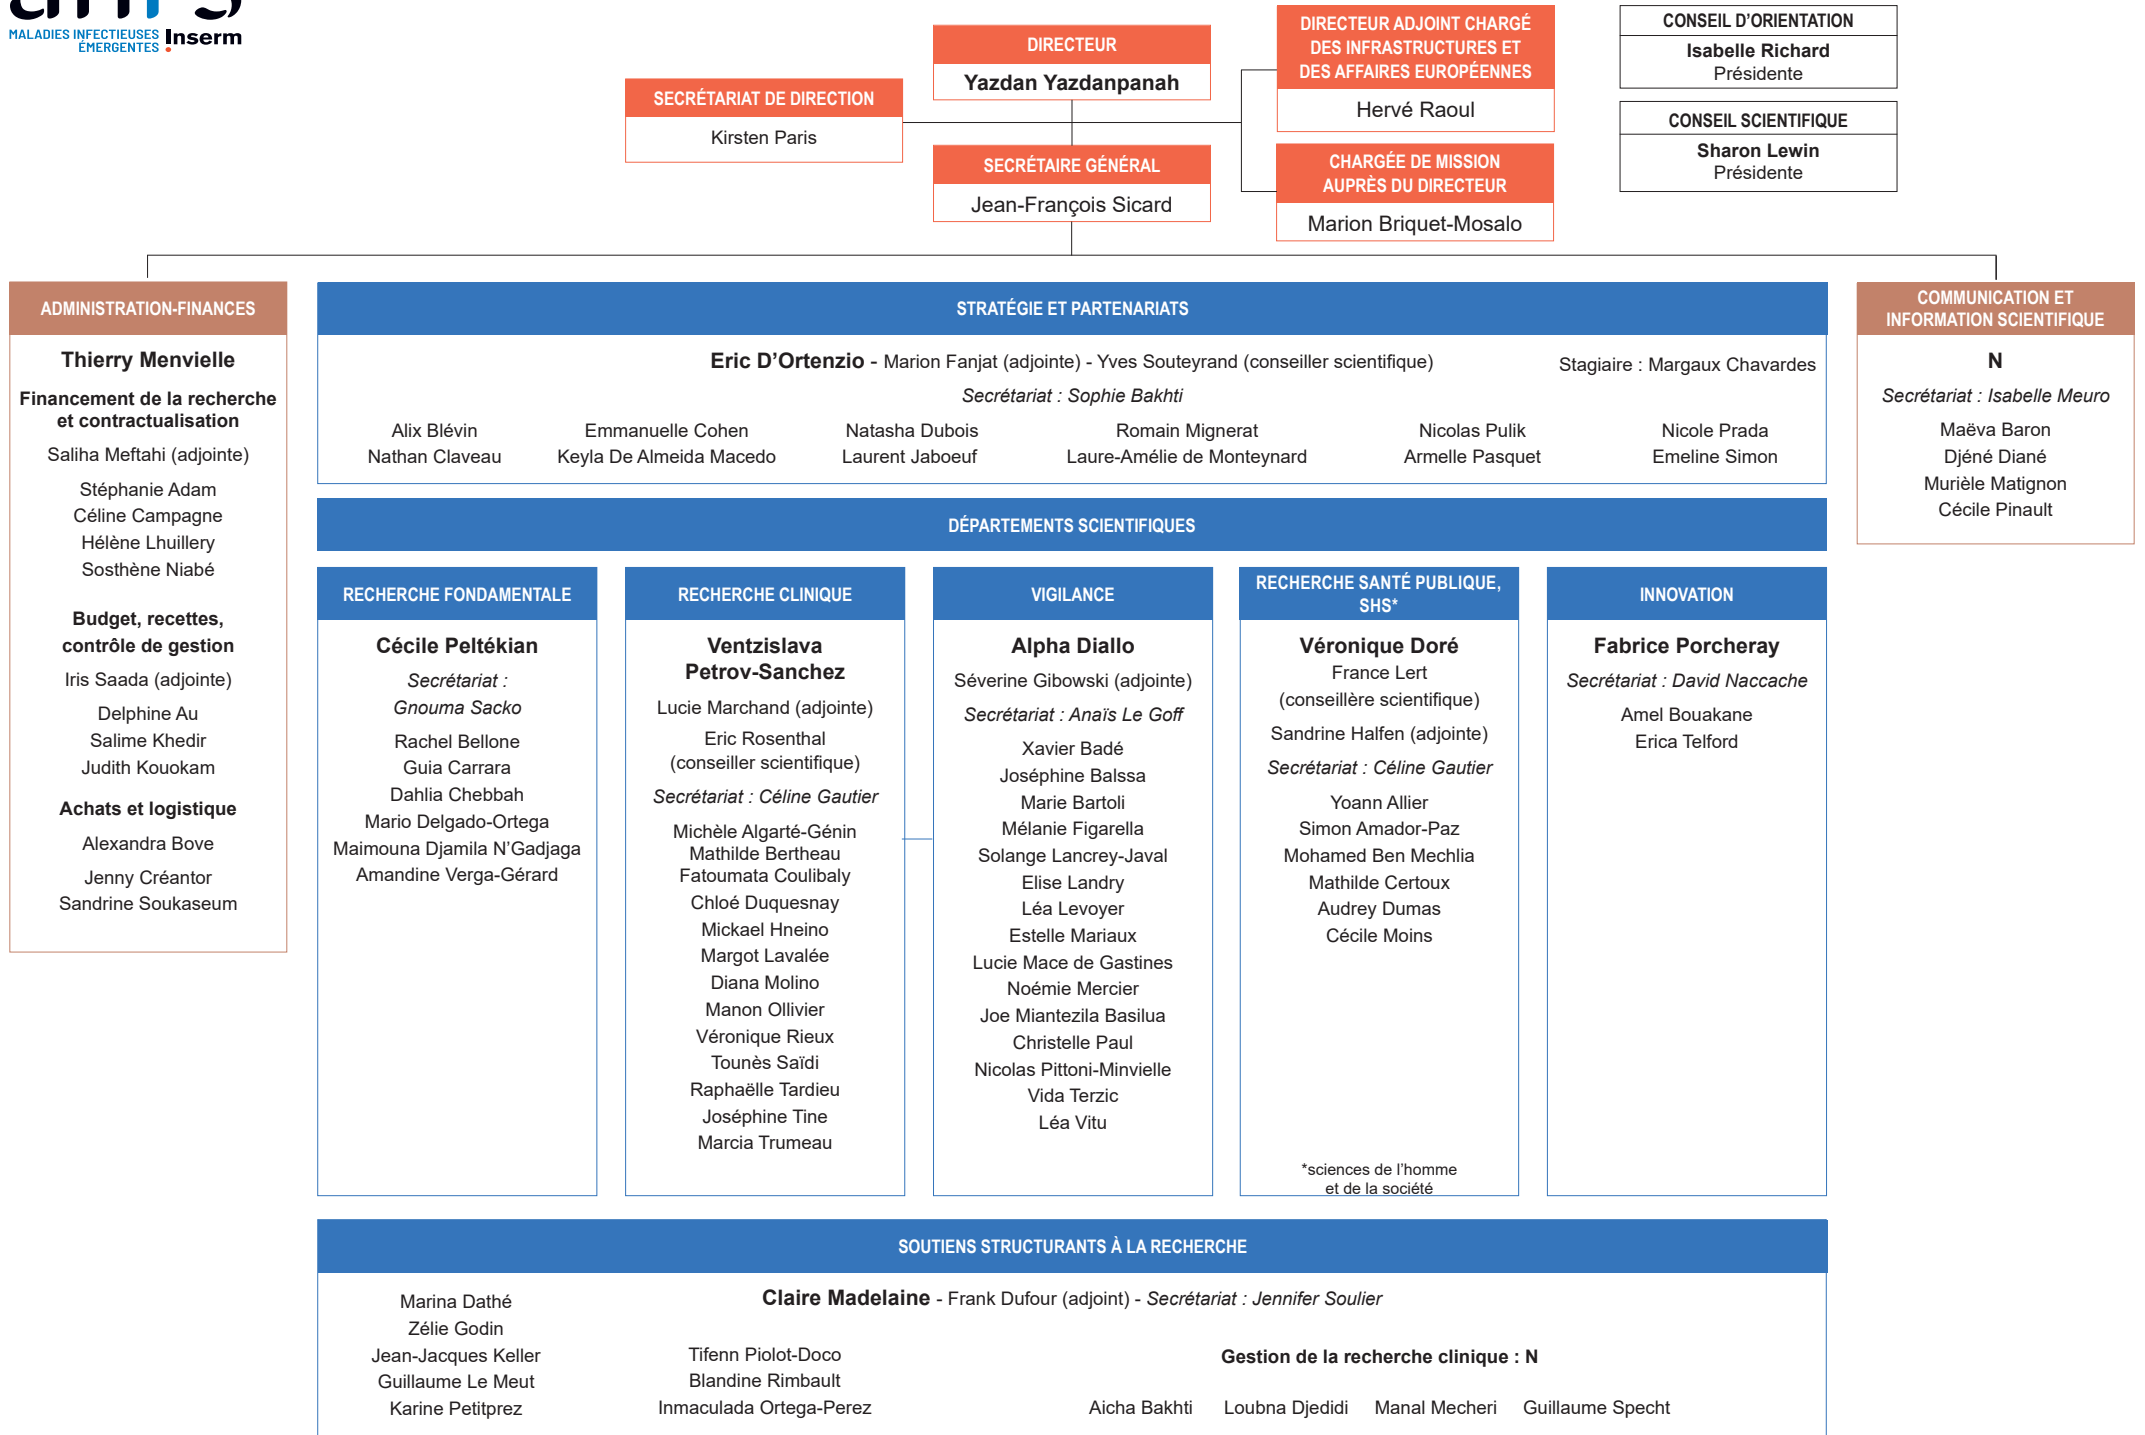 anrs
MALADIES INFECTIEUSES
ÉMERGENTES
Inserm
DIRECTEUR
Yazdan Yazdanpanah
SECRÉTARIAT DE DIRECTION
Kirsten Paris
SECRÉTAIRE GÉNÉRAL
Jean-François Sicard
DIRECTEUR ADJOINT CHARGÉ
DES INFRASTRUCTURES ET
DES AFFAIRES EUROPÉENNES
Hervé Raoul
CHARGÉE DE MISSION
AUPRÈS DU DIRECTEUR
Marion Briquet-Mosalo
CONSEIL D'ORIENTATION
Isabelle Richard
Présidente
CONSEIL SCIENTIFIQUE
Sharon Lewin
Présidente
ADMINISTRATION-FINANCES
Thierry Menvielle
Financement de la recherche
et contractualisation
Saliha Meftahi (adjointe)
Stéphanie Adam
Céline Campagne
Hélène Lhuillery
Sosthène Niabé
Budget, recettes,
contrôle de gestion
Iris Saada (adjointe)
Delphine Au
Salime Khedir
Judith Kouokam
Achats et logistique
Alexandra Bove
Jenny Créantor
Sandrine Soukaseum
STRATÉGIE ET PARTENARIATS
Eric D'Ortenzio - Marion Fanjat (adjointe) - Yves Souteyrand (conseiller scientifique)
Stagiaire : Margaux Chavardes
Secrétariat : Sophie Bakhti
Alix Blévin Emmanuelle Cohen Natasha Dubois Romain Mignerat Nicolas Pulik Nicole Prada
Nathan Claveau Keyla De Almeida Macedo Laurent Jaboeuf Laure-Amélie de Monteynard Armelle Pasquet Emeline Simon
COMMUNICATION ET
INFORMATION SCIENTIFIQUE
N
Secrétariat : Isabelle Meuro
Maëva Baron
Djéné Diané
Murièle Matignon
Cécile Pinault
DÉPARTEMENTS SCIENTIFIQUES
RECHERCHE FONDAMENTALE
Cécile Peltékian
Secrétariat :
Gnouma Sacko
Rachel Bellone
Guia Carrara
Dahlia Chebbah
Mario Delgado-Ortega
Maimouna Djamila N'Gadjaga
Amandine Verga-Gérard
RECHERCHE CLINIQUE
Ventzislava
Petrov-Sanchez
Lucie Marchand (adjointe)
Eric Rosenthal
(conseiller scientifique)
Secrétariat : Céline Gautier
Michèle Algarté-Génin
Mathilde Bertheau
Fatoumata Coulibaly
Chloé Duquesnay
Mickael Hneino
Margot Lavalée
Diana Molino
Manon Ollivier
Véronique Rieux
Tounès Saïdi
Raphaëlle Tardieu
Joséphine Tine
Marcia Trumeau
VIGILANCE
Alpha Diallo
Séverine Gibowski (adjointe)
Secrétariat : Anaïs Le Goff
Xavier Badé
Joséphine Balssa
Marie Bartoli
Mélanie Figarella
Solange Lancrey-Javal
Elise Landry
Léa Levoyer
Estelle Mariaux
Lucie Mace de Gastines
Noémie Mercier
Joe Miantezila Basilua
Christelle Paul
Nicolas Pittoni-Minvielle
Vida Terzic
Léa Vitu
RECHERCHE SANTÉ PUBLIQUE,
SHS*
Véronique Doré
France Lert
(conseillère scientifique)
Sandrine Halfen (adjointe)
Secrétariat : Céline Gautier
Yoann Allier
Simon Amador-Paz
Mohamed Ben Mechlia
Mathilde Certoux
Audrey Dumas
Cécile Moins
*sciences de l'homme
et de la société
INNOVATION
Fabrice Porcheray
Secrétariat : David Naccache
Amel Bouakane
Erica Telford
SOUTIENS STRUCTURANTS À LA RECHERCHE
Claire Madelaine - Frank Dufour (adjoint) - Secrétariat : Jennifer Soulier
Marina Dathé
Zélie Godin
Jean-Jacques Keller
Guillaume Le Meut
Karine Petitprez
Tifenn Piolot-Doco
Blandine Rimbault
Inmaculada Ortega-Perez
Gestion de la recherche clinique : N
Aicha Bakhti Loubna Djedidi Manal Mecheri Guillaume Specht